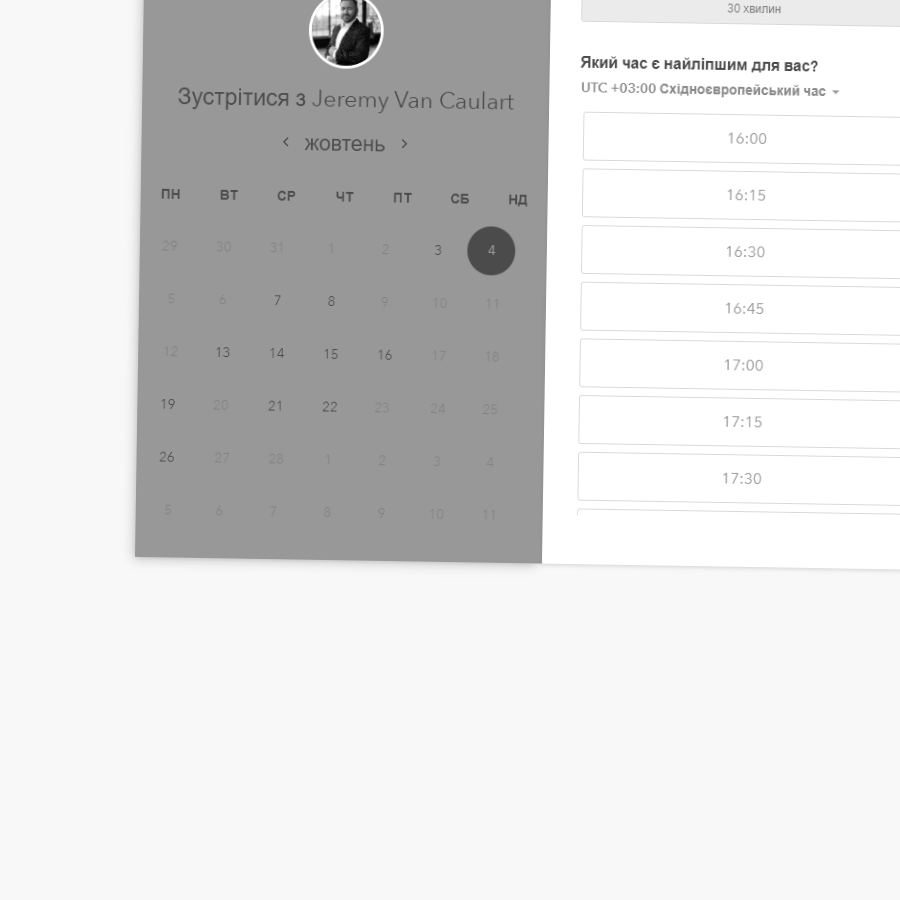 Зустрітися з Jeremy Van Caulart
жовтень
ПН ВТ СР ЧТ ПТ СБ НД
29 30 31 1 2 3 4
5 6 7 8 9 10 11
12 13 14 15 16 17 18
19 20 21 22 23 24 25
26 27 28 1 2 3 4
5 6 7 8 9 10 11
30 хвилин
Який час є найліпшим для вас?
UTC +03:00 Східноєвропейський час
16:00
16:15
16:30
16:45
17:00
17:15
17:30